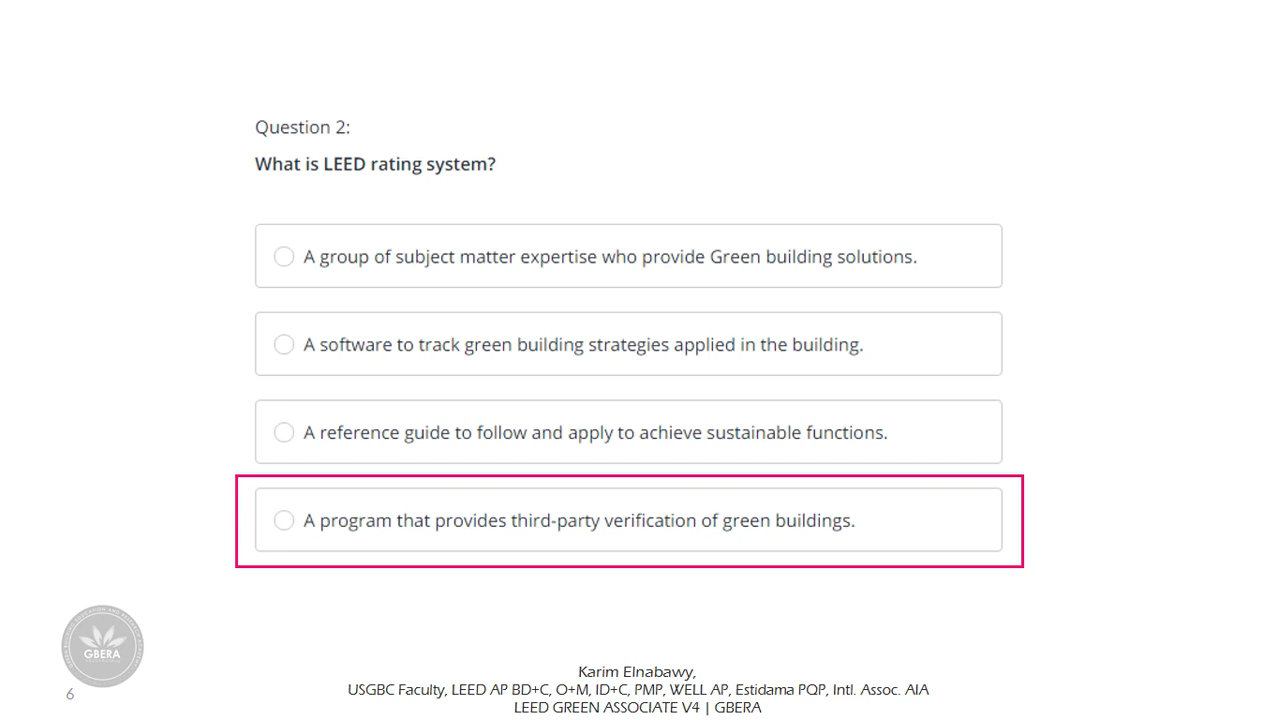 Question 2:
What is LEED rating system?
A group of subject matter expertise who provide Green building solutions.
A software to track green building strategies applied in the building.
A reference guide to follow and apply to achieve sustainable functions.
A program that provides third-party verification of green buildings.
GBERA
6
Karim Elnabawy,
USGBC Faculty, LEED AP BD+C, O+M, ID+C, PMP, WELL AP, Estidama PQP, Intl. Assoc. AIA
LEED GREEN ASSOCIATE V4 | GBERA